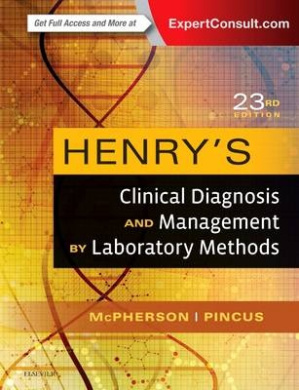 Get Full Access and More at
ExpertConsult.com
23RD
EDITION
HENRY'S
Clinical Diagnosis
AND Management
BY Laboratory Methods
McPHERSON | PINCUS
ELSEVIER